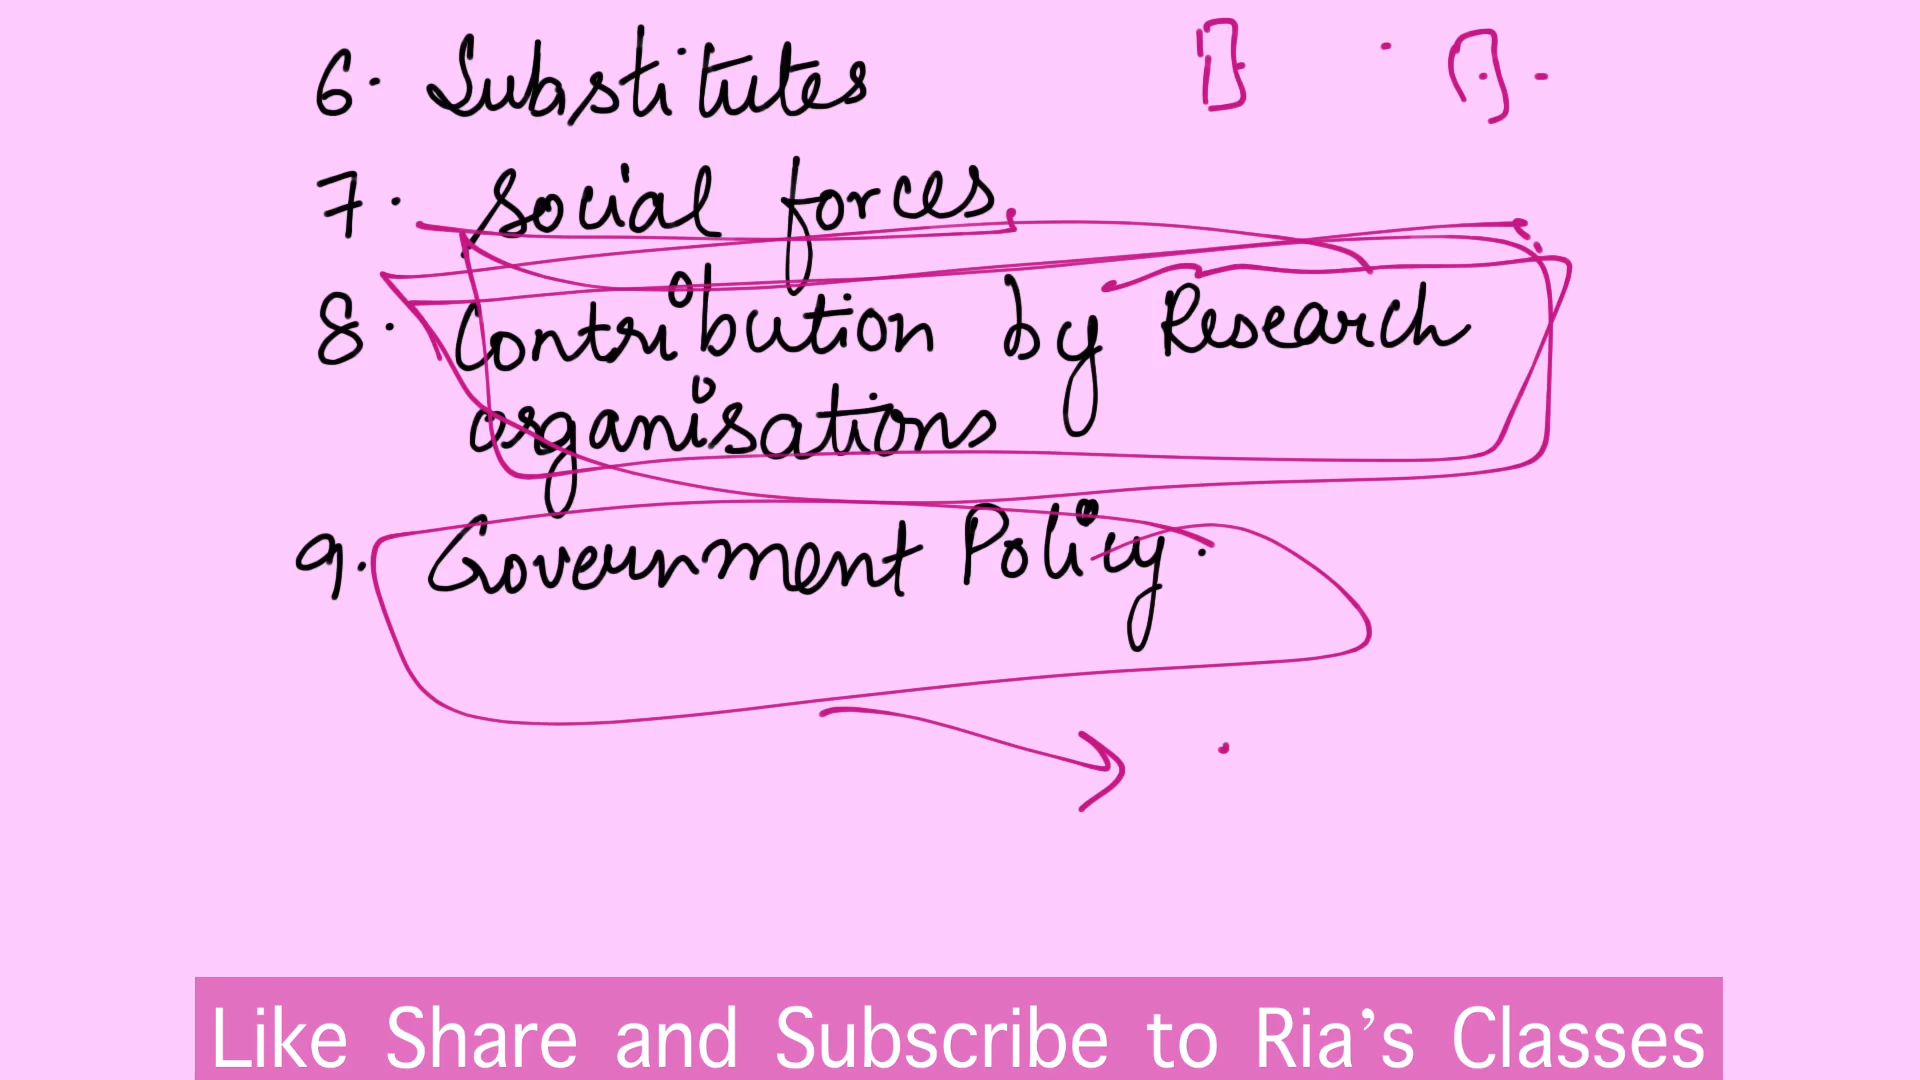 6. Substitutes
7. Social forces.
8. Contribution by Research
organisations
9. Government Policy.
Like Share and Subscribe to Ria's Classes